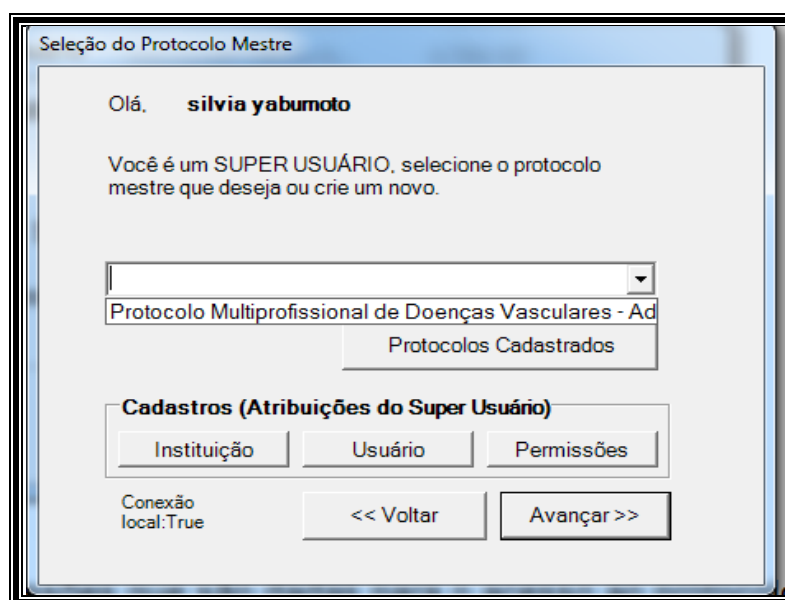 Seleção do Protocolo Mestre
Olá, silvia yabumoto
Você é um SUPER USUÁRIO, selecione o protocolo
mestre que deseja ou crie um novo.
Protocolo Multiprofissional de Doenças Vasculares - Ad
Protocolos Cadastrados
Cadastros (Atribuições do Super Usuário)
Instituição Usuário Permissões
Conexão
local:True
<< Voltar Avançar >>